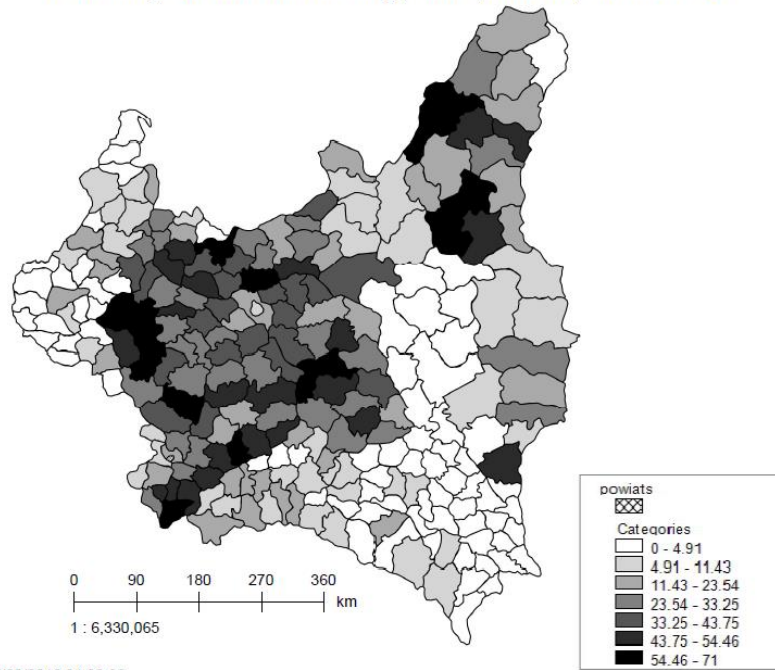 0 90 180 270 360
km
1 : 6,330,065
powiats
Categories
0 - 4.91
4.91 - 11.43
11.43 - 23.54
23.54 - 33.25
33.25 - 43.75
43.75 - 54.46
54.46 - 71